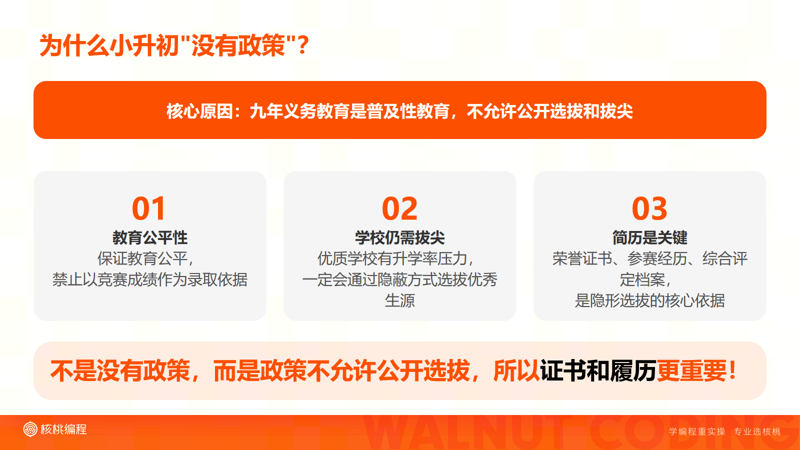 为什么小升初"没有政策"？
核心原因：九年义务教育是普及性教育，不允许公开选拔和拔尖
01
教育公平性
保证教育公平，
禁止以竞赛成绩作为录取依据
02
学校仍需拔尖
优质学校有升学率压力，
一定会通过隐蔽方式选拔优秀
生源
03
简历是关键
荣誉证书、参赛经历、综合评
定档案，
是隐形选拔的核心依据
不是没有政策，而是政策不允许公开选拔，所以证书和履历更重要！
核桃编程
WALNUT CODING
学编程重实操 专业选核桃